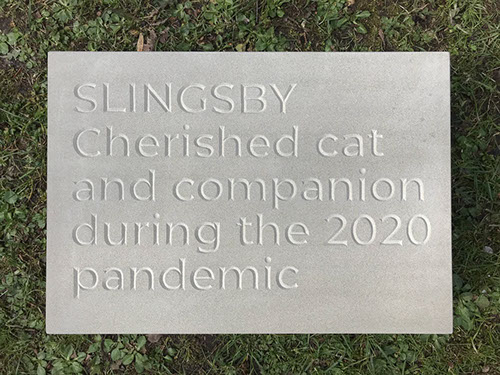 SLINGSBY
Cherished cat
and companion
during the 2020
pandemic